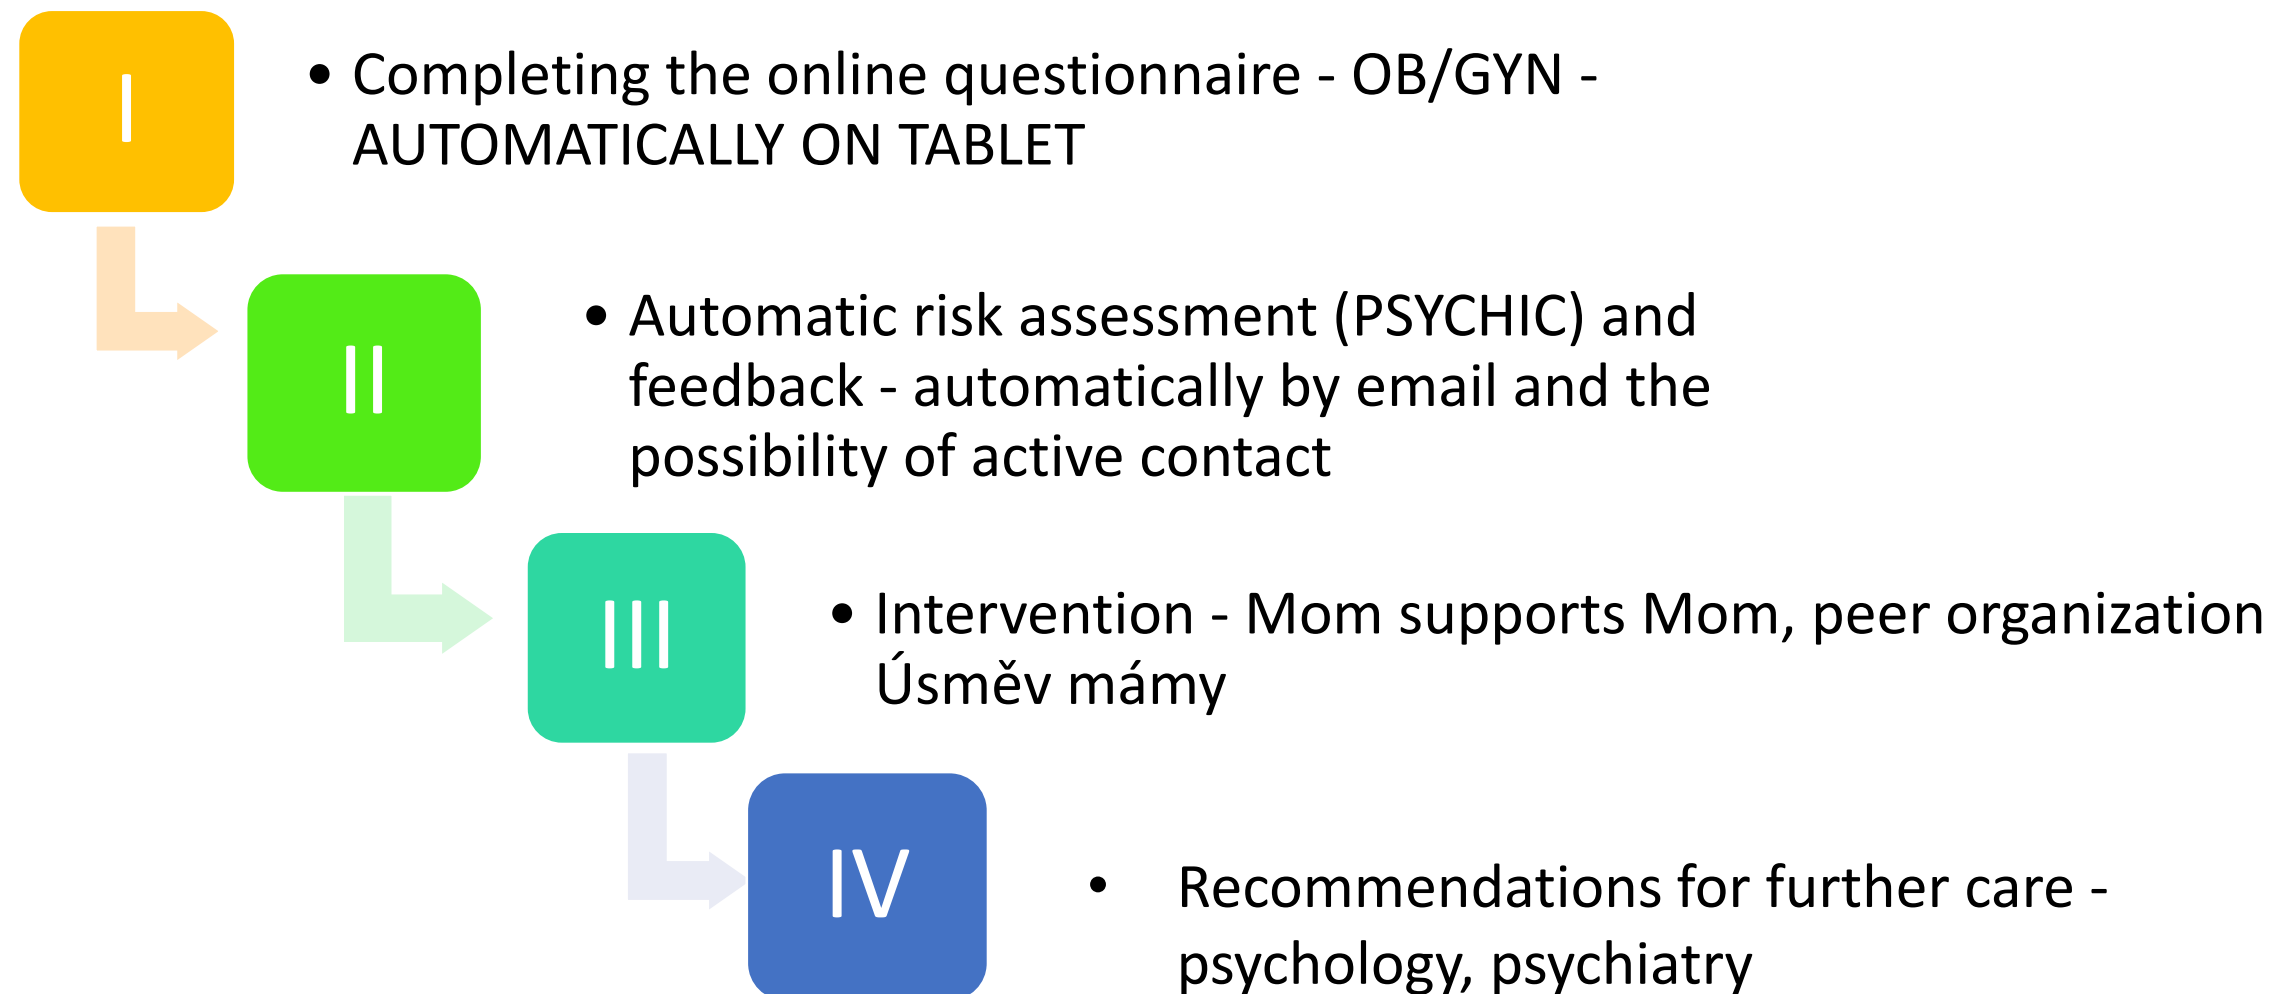 I
• Completing the online questionnaire - OB/GYN -
AUTOMATICALLY ON TABLET
II
• Automatic risk assessment (PSYCHIC) and
feedback - automatically by email and the
possibility of active contact
III
• Intervention - Mom supports Mom, peer organization
Úsměv mámy
IV
• Recommendations for further care -
psychology, psychiatry